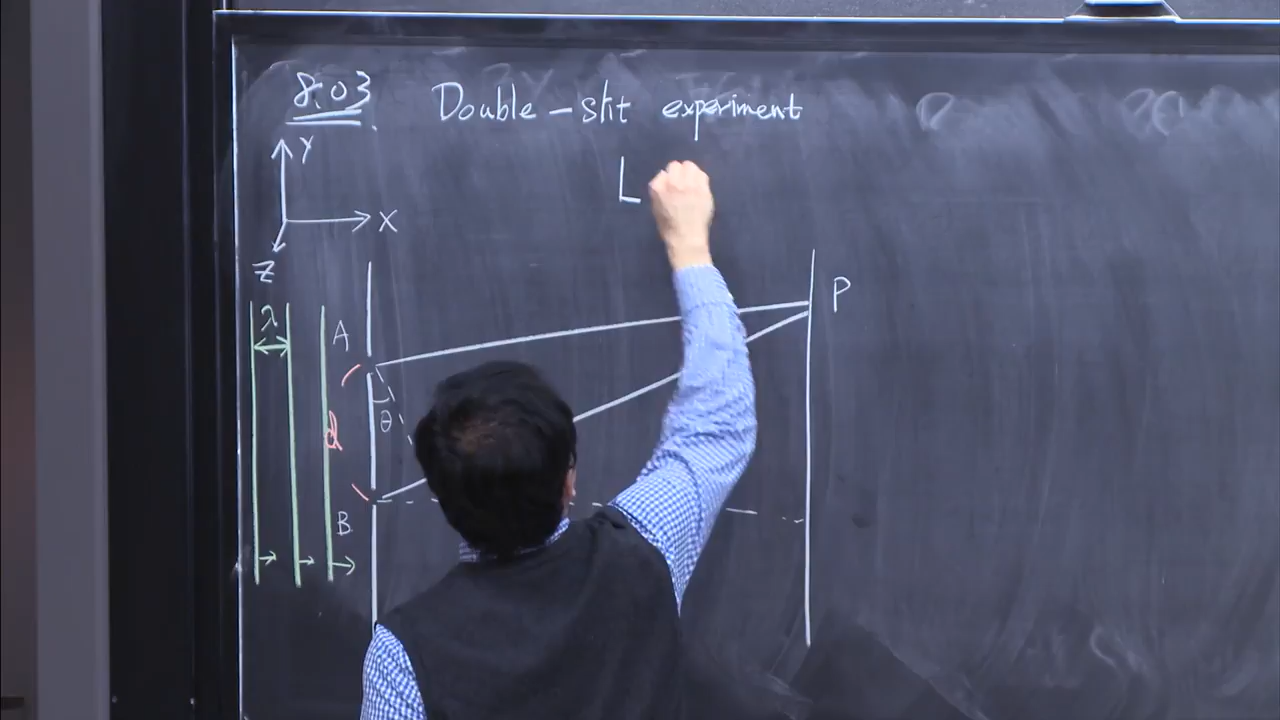 8.03 Double-slit experiment
L
Y
X
Z
λ
A
P
θ
d
B